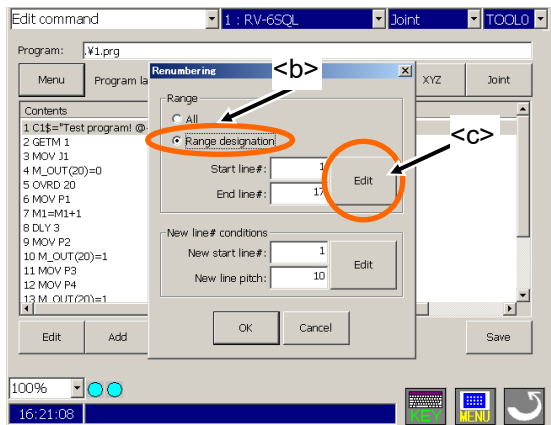 Edit command 1 : RV-6SQL Joint TOOL0
Program: .¥1.prg
Menu Program la XYZ Joint
Contents
1 C1$="Test program! @-
2 GETM 1
3 MOV J1
4 M_OUT(20)=0
5 OVRD 20
6 MOV P1
7 M1=M1+1
8 DLY 3
9 MOV P2
10 M_OUT(20)=1
11 MOV P3
12 MOV P4
13 M_OUT(20)=1
Renumbering
<b>
Range
All
Range designation
<c>
Start line#: 1
End line#: 17
Edit
New line# conditions
New start line#: 1
New line pitch: 10
Edit
OK Cancel
Edit Add Save
100%
16:21:08
KEY MENU